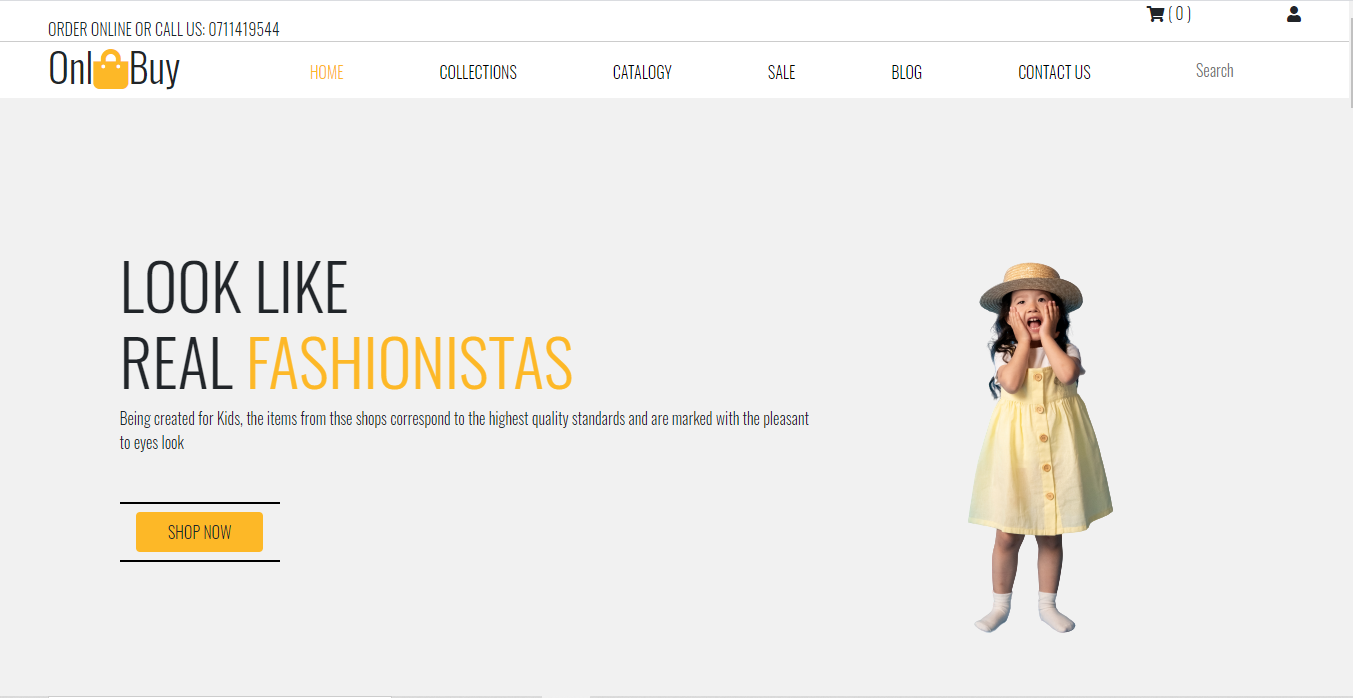 ORDER ONLINE OR CALL US: 0711419544
( 0 )
Onl Buy
HOME
COLLECTIONS
CATALOGY
SALE
BLOG
CONTACT US
Search
LOOK LIKE
REAL FASHIONISTAS
Being created for Kids, the items from thse shops correspond to the highest quality standards and are marked with the pleasant
to eyes look
SHOP NOW